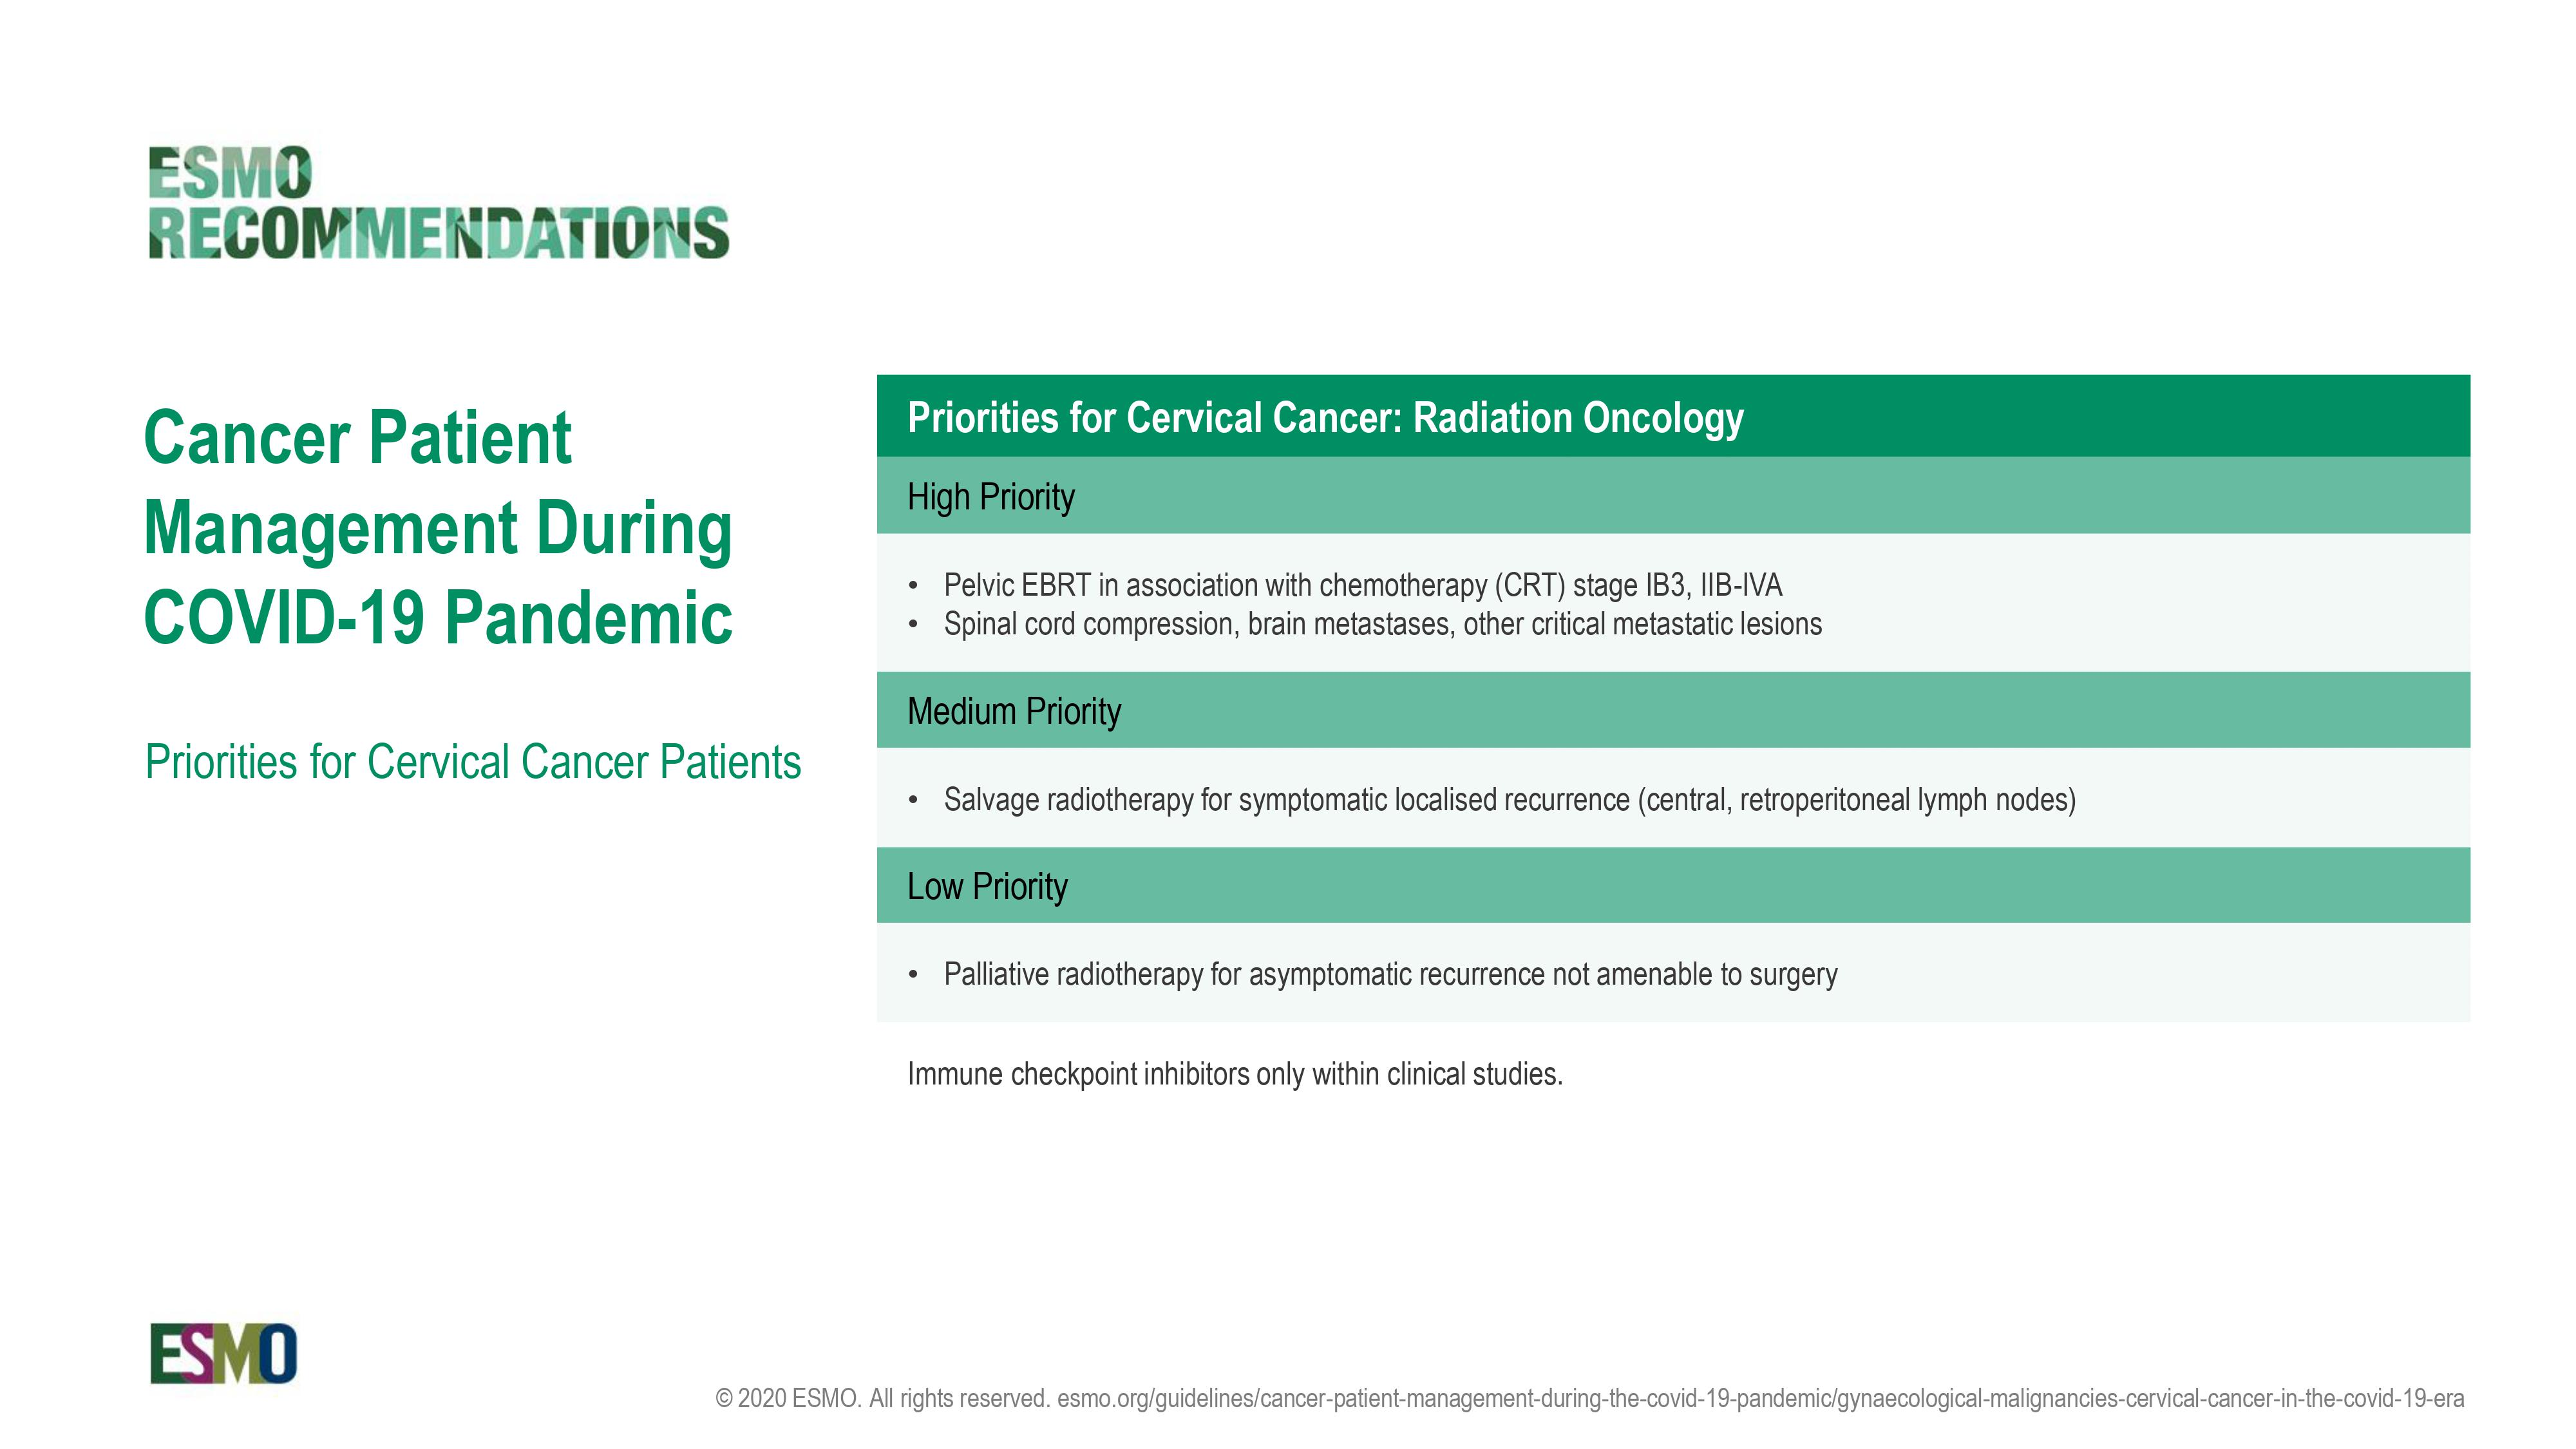 ESMO
RECOMMENDATIONS
Cancer Patient
Management During
COVID-19 Pandemic
Priorities for Cervical Cancer Patients
Priorities for Cervical Cancer: Radiation Oncology
High Priority
• Pelvic EBRT in association with chemotherapy (CRT) stage IB3, IIB-IVA
• Spinal cord compression, brain metastases, other critical metastatic lesions
Medium Priority
• Salvage radiotherapy for symptomatic localised recurrence (central, retroperitoneal lymph nodes)
Low Priority
• Palliative radiotherapy for asymptomatic recurrence not amenable to surgery
Immune checkpoint inhibitors only within clinical studies.
ESMO
© 2020 ESMO. All rights reserved. esmo.org/guidelines/cancer-patient-management-during-the-covid-19-pandemic/gynaecological-malignancies-cervical-cancer-in-the-covid-19-era